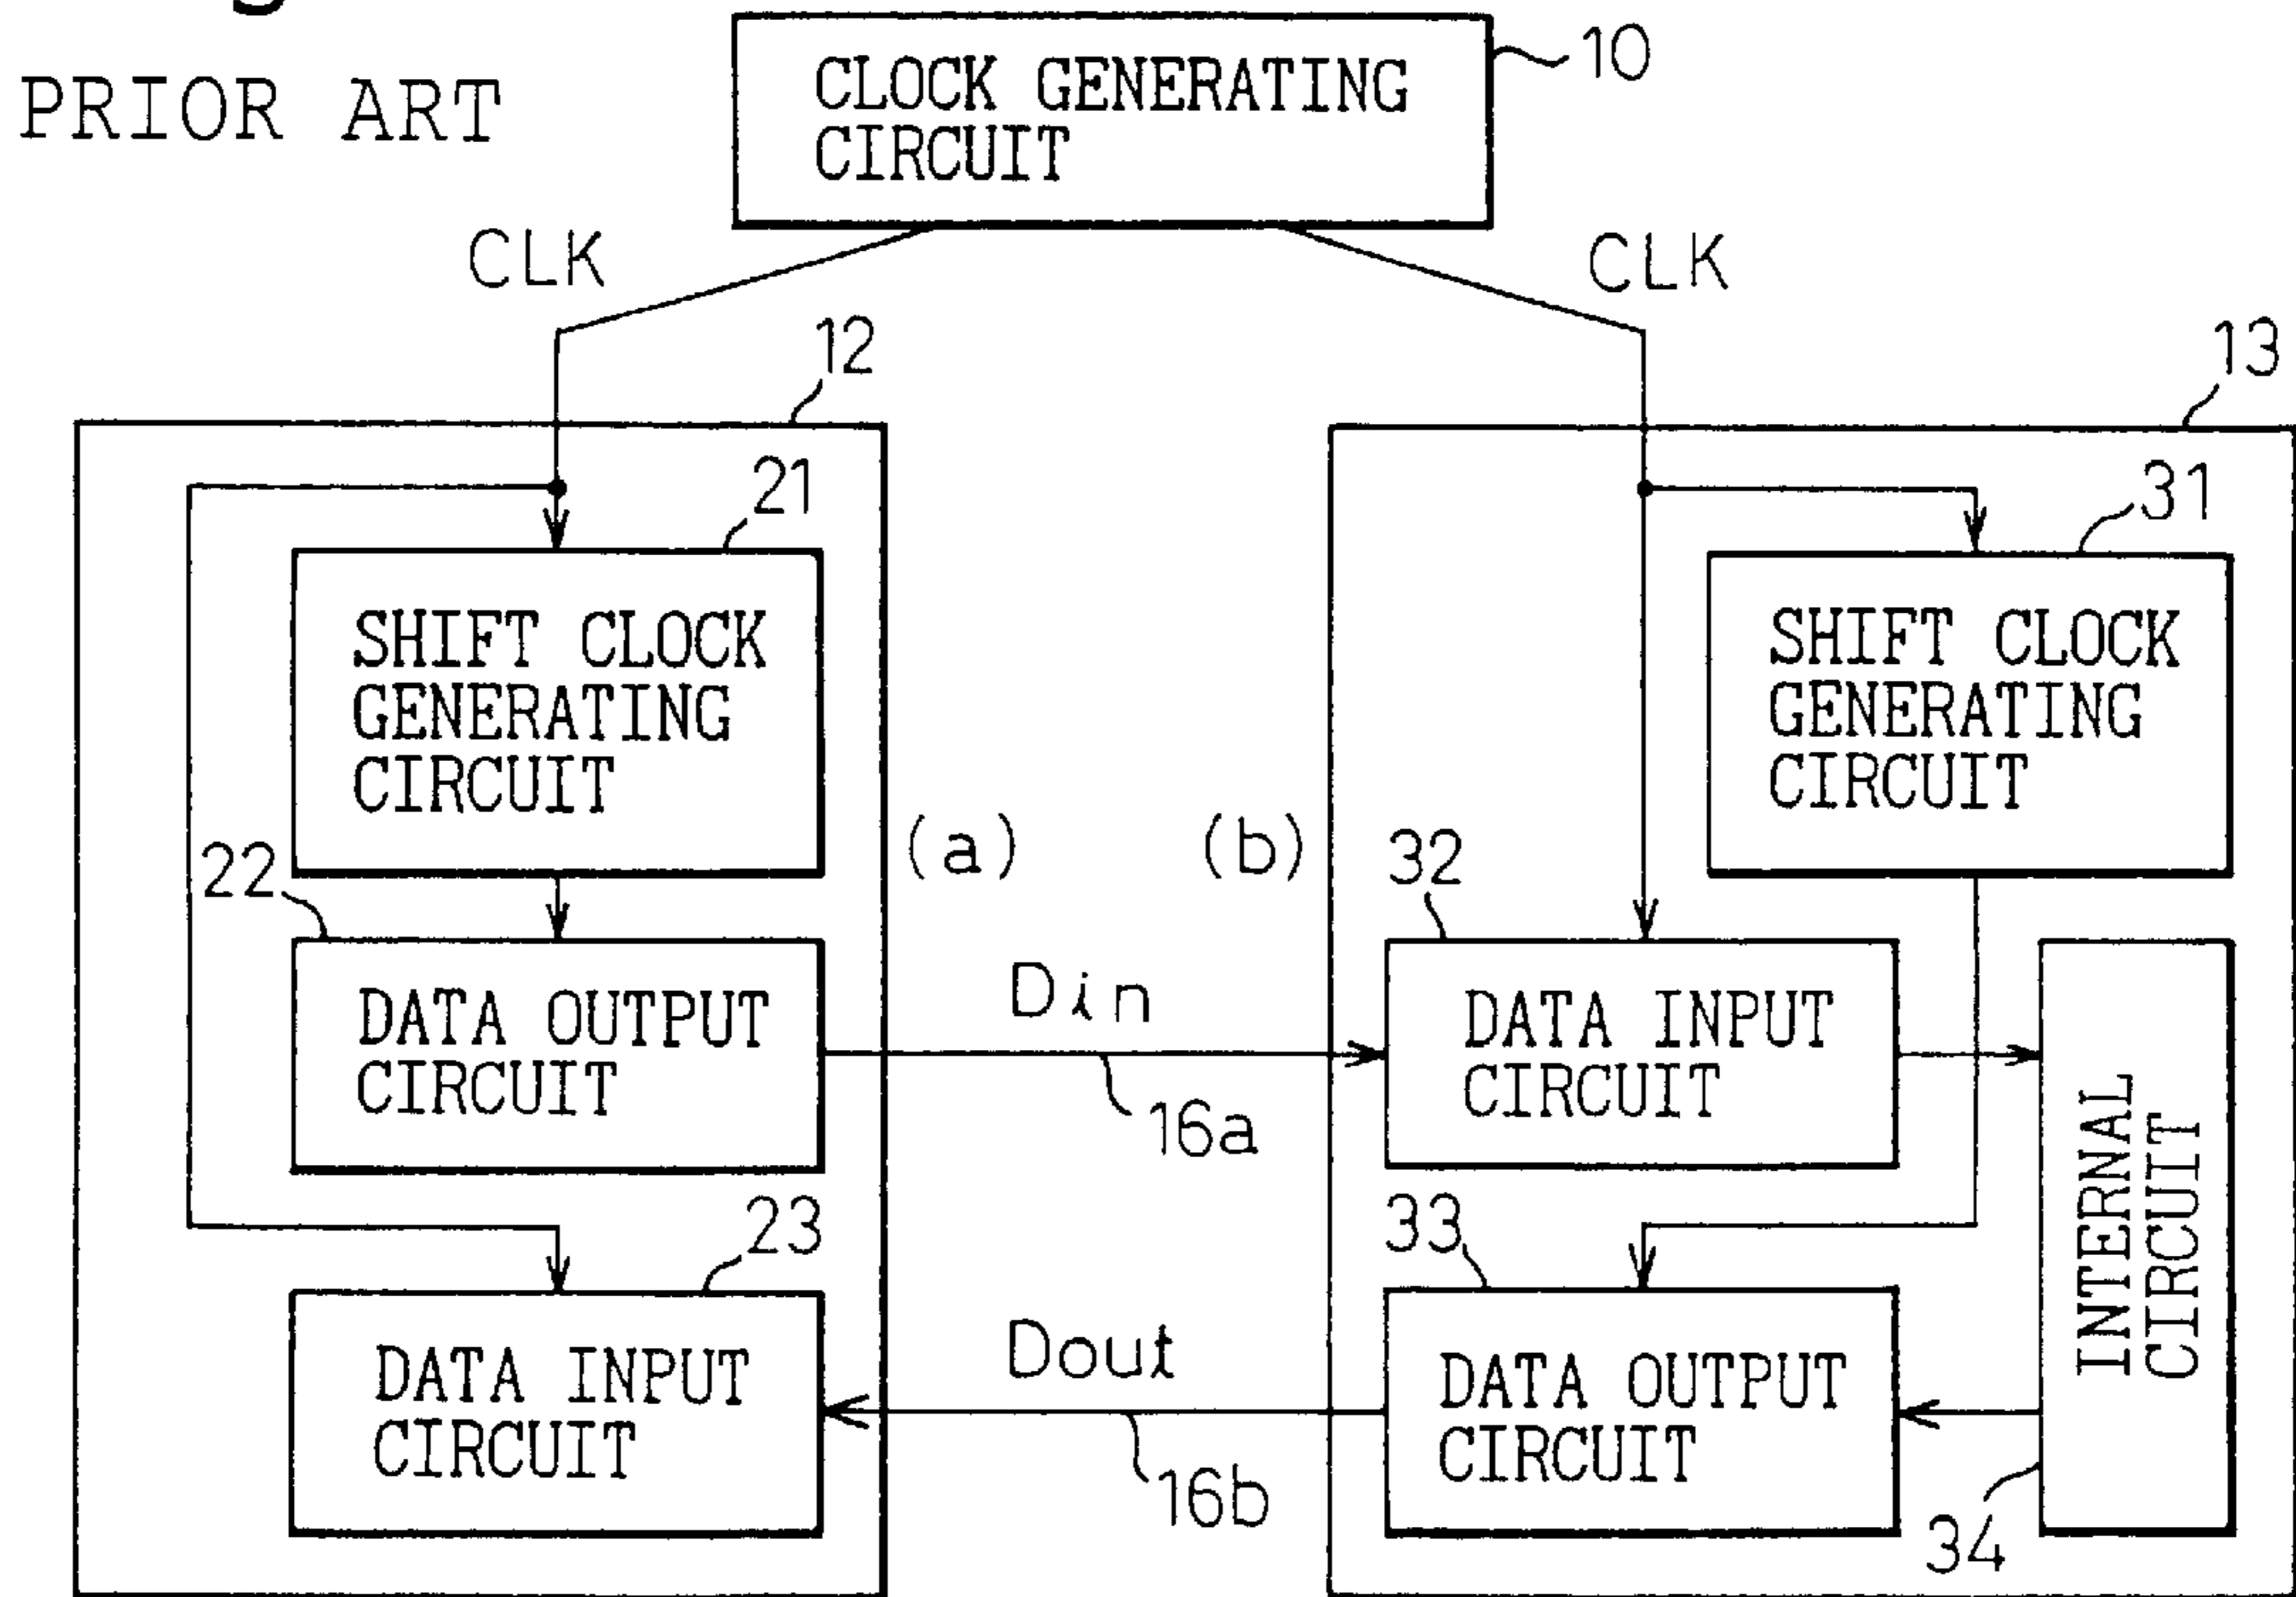 PRIOR ART
CLOCK GENERATING
CIRCUIT
10
CLK
CLK
12
13
21
31
SHIFT CLOCK
GENERATING
CIRCUIT
SHIFT CLOCK
GENERATING
CIRCUIT
(a)
(b)
22
32
DATA OUTPUT
CIRCUIT
Din
16a
DATA INPUT
CIRCUIT
INTERNAL
CIRCUIT
23
33
DATA INPUT
CIRCUIT
Dout
16b
DATA OUTPUT
CIRCUIT
34